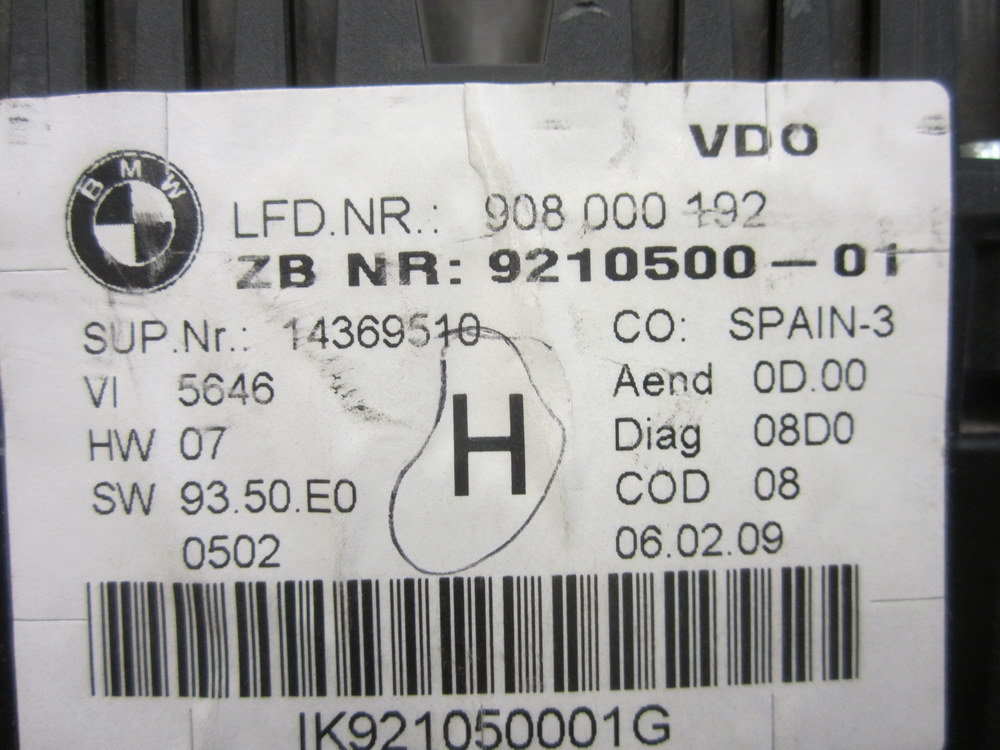 VDO
BMW
LFD.NR.: 908 000 192
ZB NR: 9210500-01
SUP.Nr.: 14369510 CO: SPAIN-3
VI 5646 Aend 0D.00
HW 07 H Diag 08D0
SW 93.50.E0 COD 08
0502 06.02.09
IK921050001G